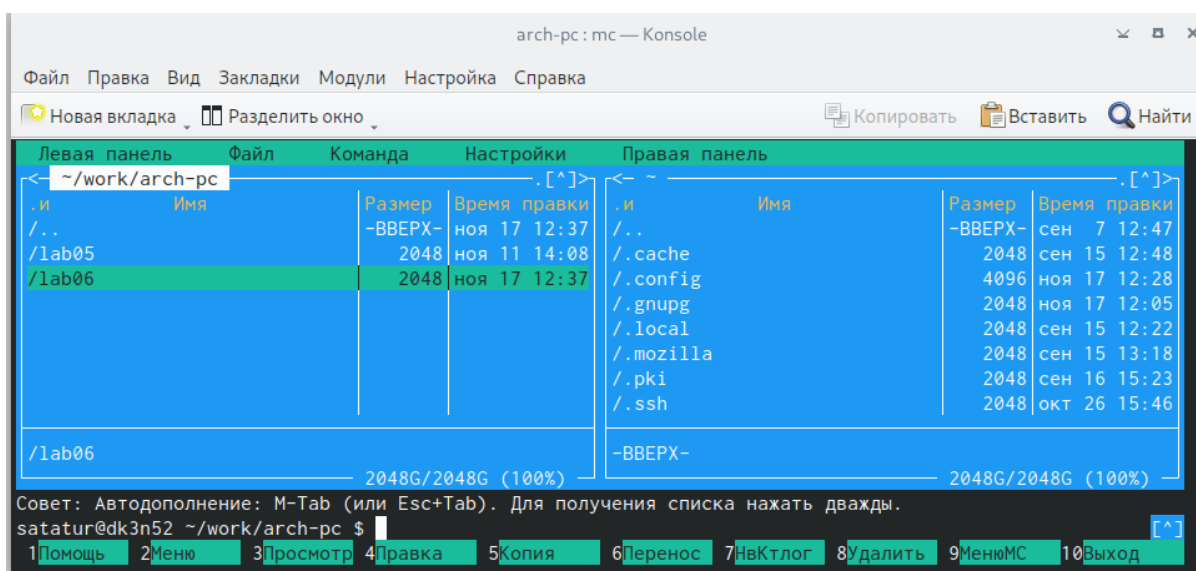 arch-pc : mc — Konsole
Файл Правка Вид Закладки Модули Настройка Справка
Новая вкладка Разделить окно Копировать Вставить Найти
Левая панель Файл Команда Настройки Правая панель
<- ~/work/arch-pc .[^]> <- ~ .[^]>
.и Имя Размер Время правки .и Имя Размер Время правки
/.. -ВВЕРХ- ноя 17 12:37 /.. -ВВЕРХ- сен 7 12:47
/lab05 2048 ноя 11 14:08 /.cache 2048 сен 15 12:48
/lab06 2048 ноя 17 12:37 /.config 4096 ноя 17 12:28
/.gnupg 2048 ноя 17 12:05
/.local 2048 сен 15 12:22
/.mozilla 2048 сен 15 13:18
/.pki 2048 сен 16 15:23
/.ssh 2048 окт 26 15:46
/lab06 -ВВЕРХ-
2048G/2048G (100%) 2048G/2048G (100%)
Совет: Автодополнение: M-Tab (или Esc+Tab). Для получения списка нажать дважды.
satatur@dk3n52 ~/work/arch-pc $ [^]
1Помощь 2Меню 3Просмотр 4Правка 5Копия 6Перенос 7НвКтлог 8Удалить 9МенюMC 10Выход